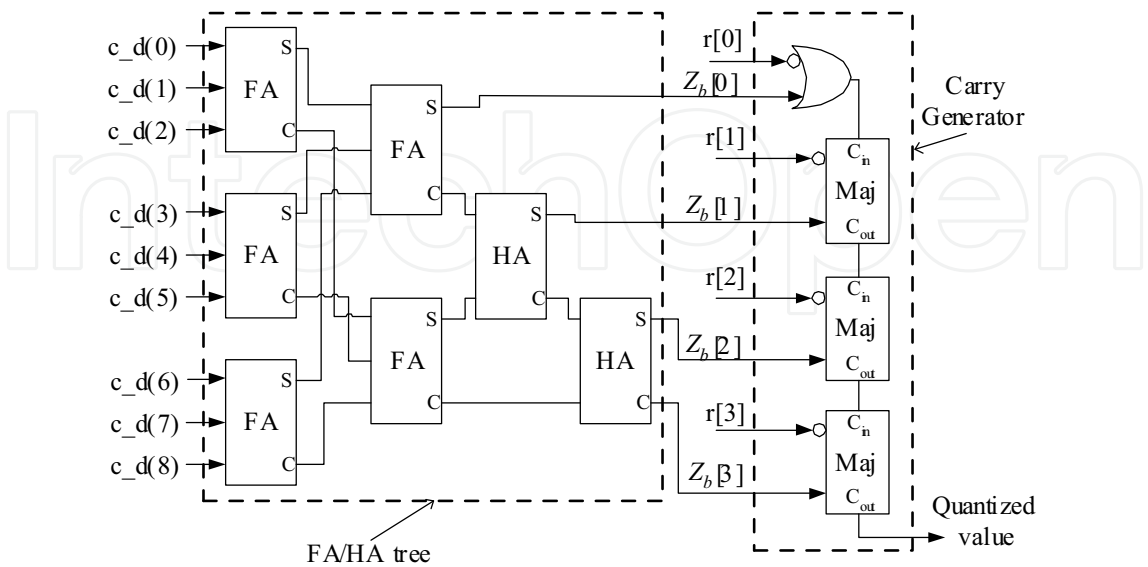 c_d(0)
c_d(1)
c_d(2)
c_d(3)
c_d(4)
c_d(5)
c_d(6)
c_d(7)
c_d(8)
S
FA
C
S
FA
C
S
FA
C
S
FA
C
S
FA
C
S
HA
C
S
HA
C
FA/HA tree
r[0]
Z_b[0]
r[1]
Z_b[1]
r[2]
Z_b[2]
r[3]
Z_b[3]
C_in
Maj
C_out
C_in
Maj
C_out
C_in
Maj
C_out
Carry
Generator
Quantized
value
IntechOpen